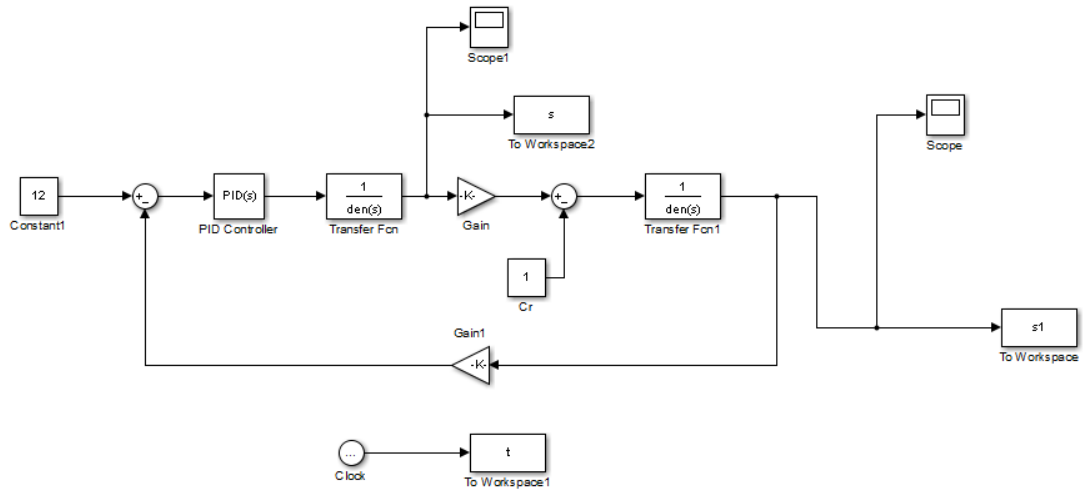 Scope1
s
To Workspace2
Scope
12
Constant1
+
-
PID(s)
PID Controller
1
den(s)
Transfer Fcn
-K-
Gain
+
-
1
den(s)
Transfer Fcn1
1
Cr
s1
To Workspace
Gain1
-K-
...
Clock
t
To Workspace1